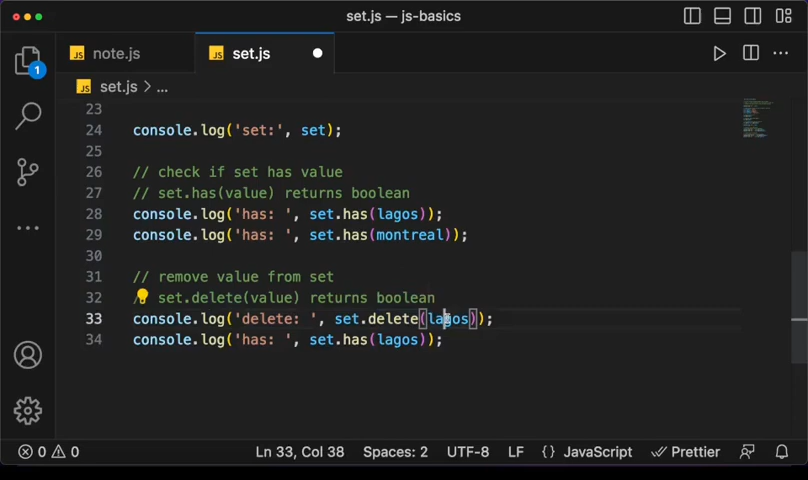 set.js — js-basics
JS note.js
JS set.js
JS set.js > ...
1
23
24 console.log('set:', set);
25
26 // check if set has value
27 // set.has(value) returns boolean
28 console.log('has: ', set.has(lagos));
29 console.log('has: ', set.has(montreal));
30
31 // remove value from set
32 // set.delete(value) returns boolean
33 console.log('delete: ', set.delete(lagos));
34 console.log('has: ', set.has(lagos));
0 0 Ln 33, Col 38 Spaces: 2 UTF-8 LF {} JavaScript Prettier